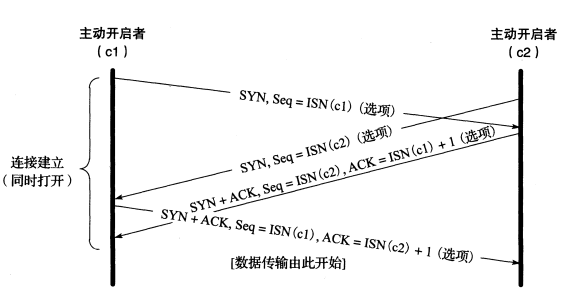 主动开启者
（c1）
主动开启者
（c2）
SYN, Seq = ISN(c1)（选项）
连接建立
（同时打开）
SYN, Seq = ISN(c2)（选项）
SYN + ACK, Seq = ISN(c2), ACK = ISN(c1) + 1（选项）
SYN + ACK, Seq = ISN(c1), ACK = ISN(c2) + 1（选项）
[数据传输由此开始]